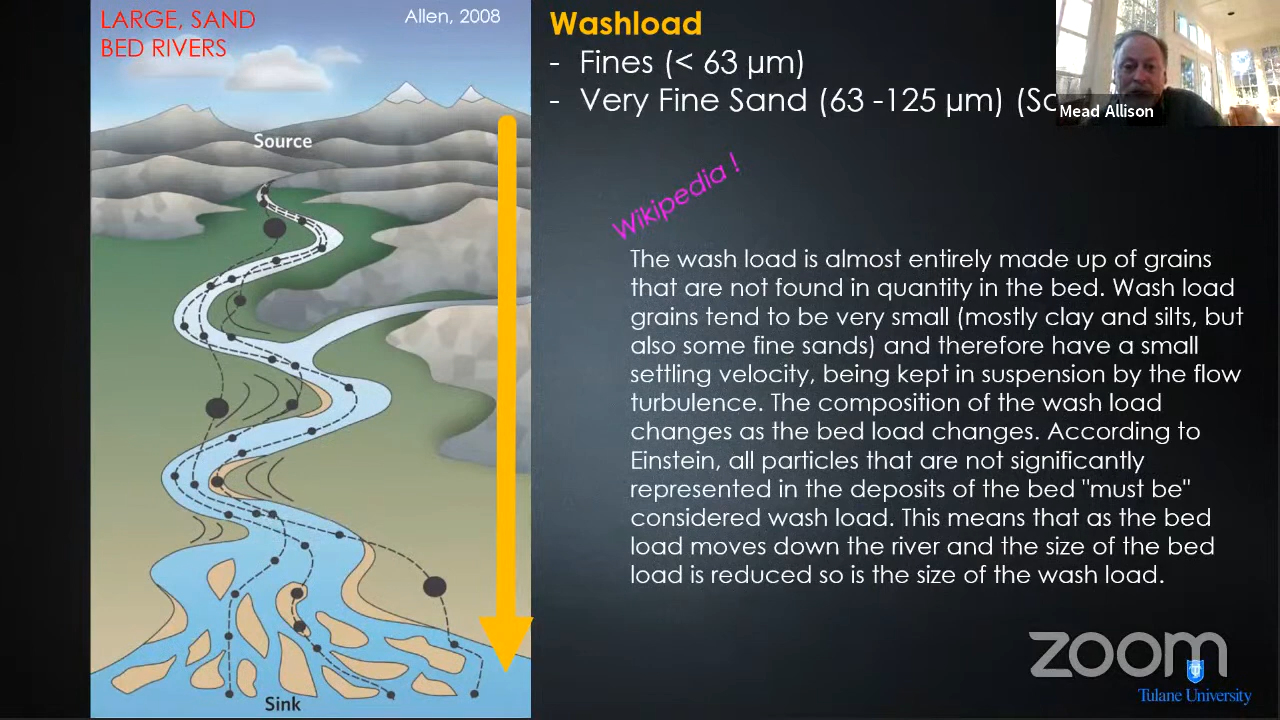 LARGE, SAND
BED RIVERS
Allen, 2008
Source
Sink
Washload
- Fines (< 63 µm)
- Very Fine Sand (63 -125 µm)
Mead Allison
Wikipedia !
The wash load is almost entirely made up of grains
that are not found in quantity in the bed. Wash load
grains tend to be very small (mostly clay and silts, but
also some fine sands) and therefore have a small
settling velocity, being kept in suspension by the flow
turbulence. The composition of the wash load
changes as the bed load changes. According to
Einstein, all particles that are not significantly
represented in the deposits of the bed "must be"
considered wash load. This means that as the bed
load moves down the river and the size of the bed
load is reduced so is the size of the wash load.
zoom
Tulane University